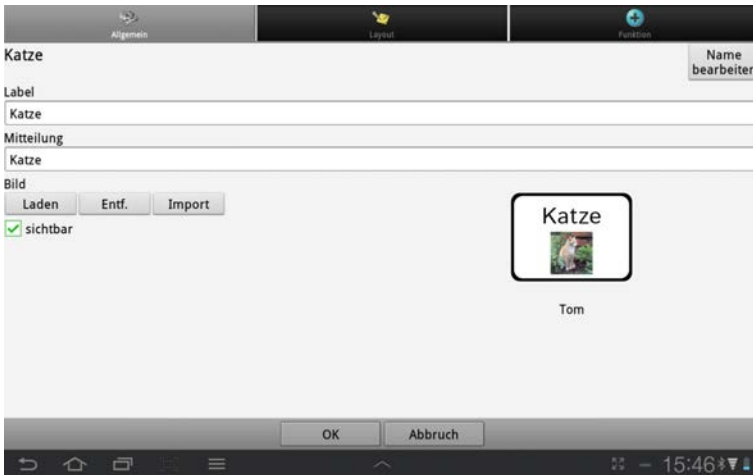 Allgemein
Layout
Funktion
Katze
Name
bearbeiten
Label
Katze
Mitteilung
Katze
Bild
Laden
Entf.
Import
sichtbar
Katze
Tom
OK
Abbruch
15:46